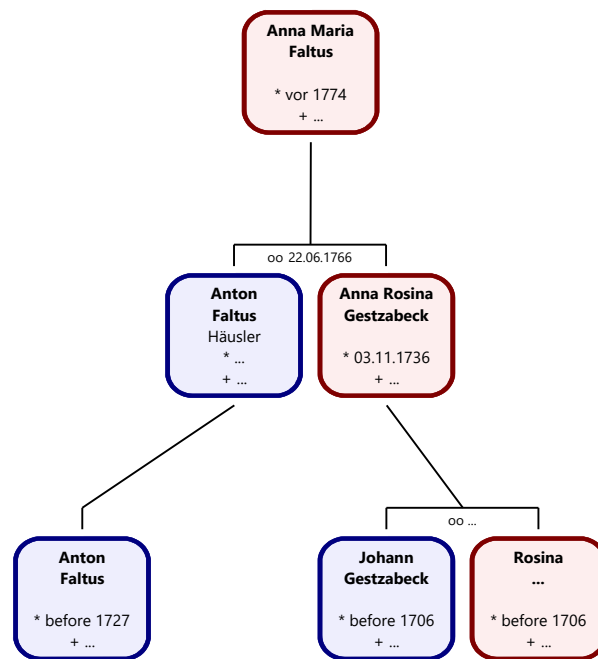 Anna Maria
Faltus
* vor 1774
+ ...
oo 22.06.1766
Anton
Faltus
Häusler
* ...
+ ...
Anna Rosina
Gestzabeck
* 03.11.1736
+ ...
oo ...
Anton
Faltus
* before 1727
+ ...
Johann
Gestzabeck
* before 1706
+ ...
Rosina
...
* before 1706
+ ...